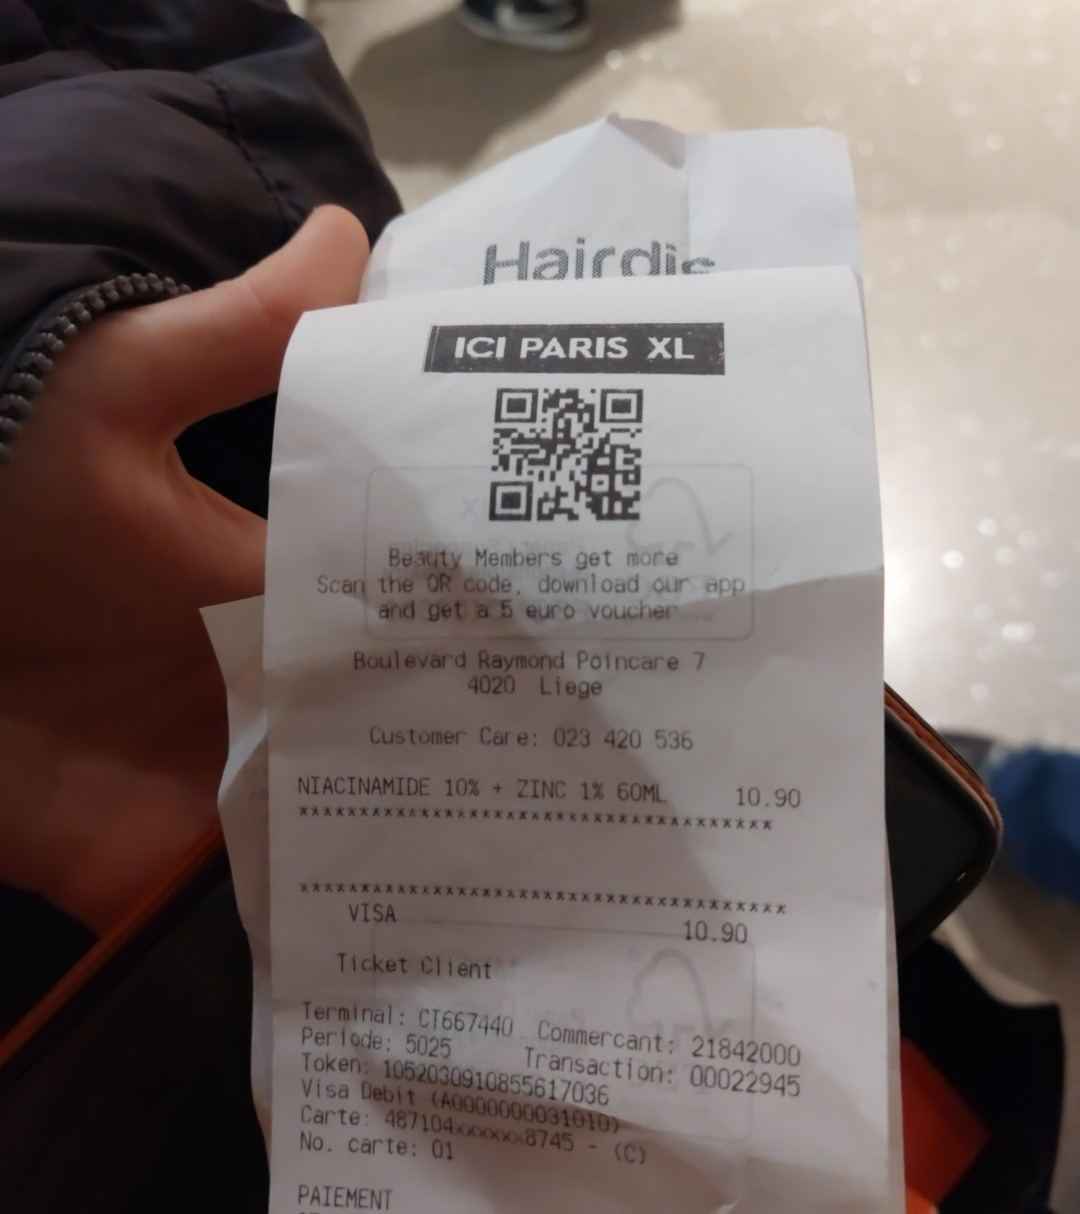 Hairdis
ICI PARIS XL
Beauty Members get more
Scan the QR code, download our app
and get a 5 euro voucher
Boulevard Raymond Poincare 7
4020 Liege
Customer Care: 023 420 536
NIACINAMIDE 10% + ZINC 1% 60ML 10.90
***************************************
****************************************
VISA 10.90
Ticket Client
Terminal: CT667440 Commercant: 21842000
Periode: 5025 Transaction: 00022945
Token: 1052030910855617036
Visa Debit (A0000000031010)
Carte: 487104xxxxxx8745 - (C)
No. carte: 01
PAIEMENT